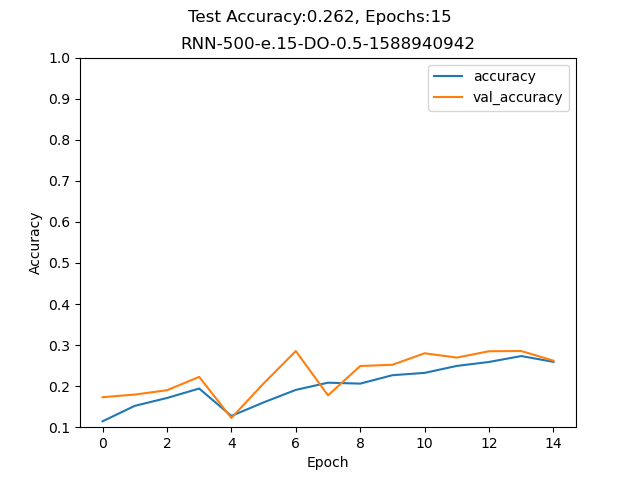 Test Accuracy:0.262, Epochs:15
RNN-500-e.15-DO-0.5-1588940942
accuracy
val_accuracy
1.0
0.9
0.8
0.7
0.6
0.5
0.4
0.3
0.2
0.1
Accuracy
0 2 4 6 8 10 12 14
Epoch